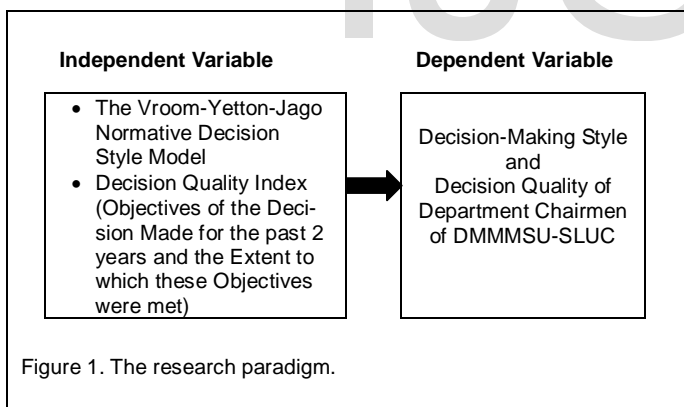 Independent Variable
• The Vroom-Yetton-Jago
Normative Decision
Style Model
• Decision Quality Index
(Objectives of the Deci-
sion Made for the past 2
years and the Extent to
which these Objectives
were met)
Dependent Variable
Decision-Making Style
and
Decision Quality of
Department Chairmen
of DMMMSU-SLUC
Figure 1. The research paradigm.